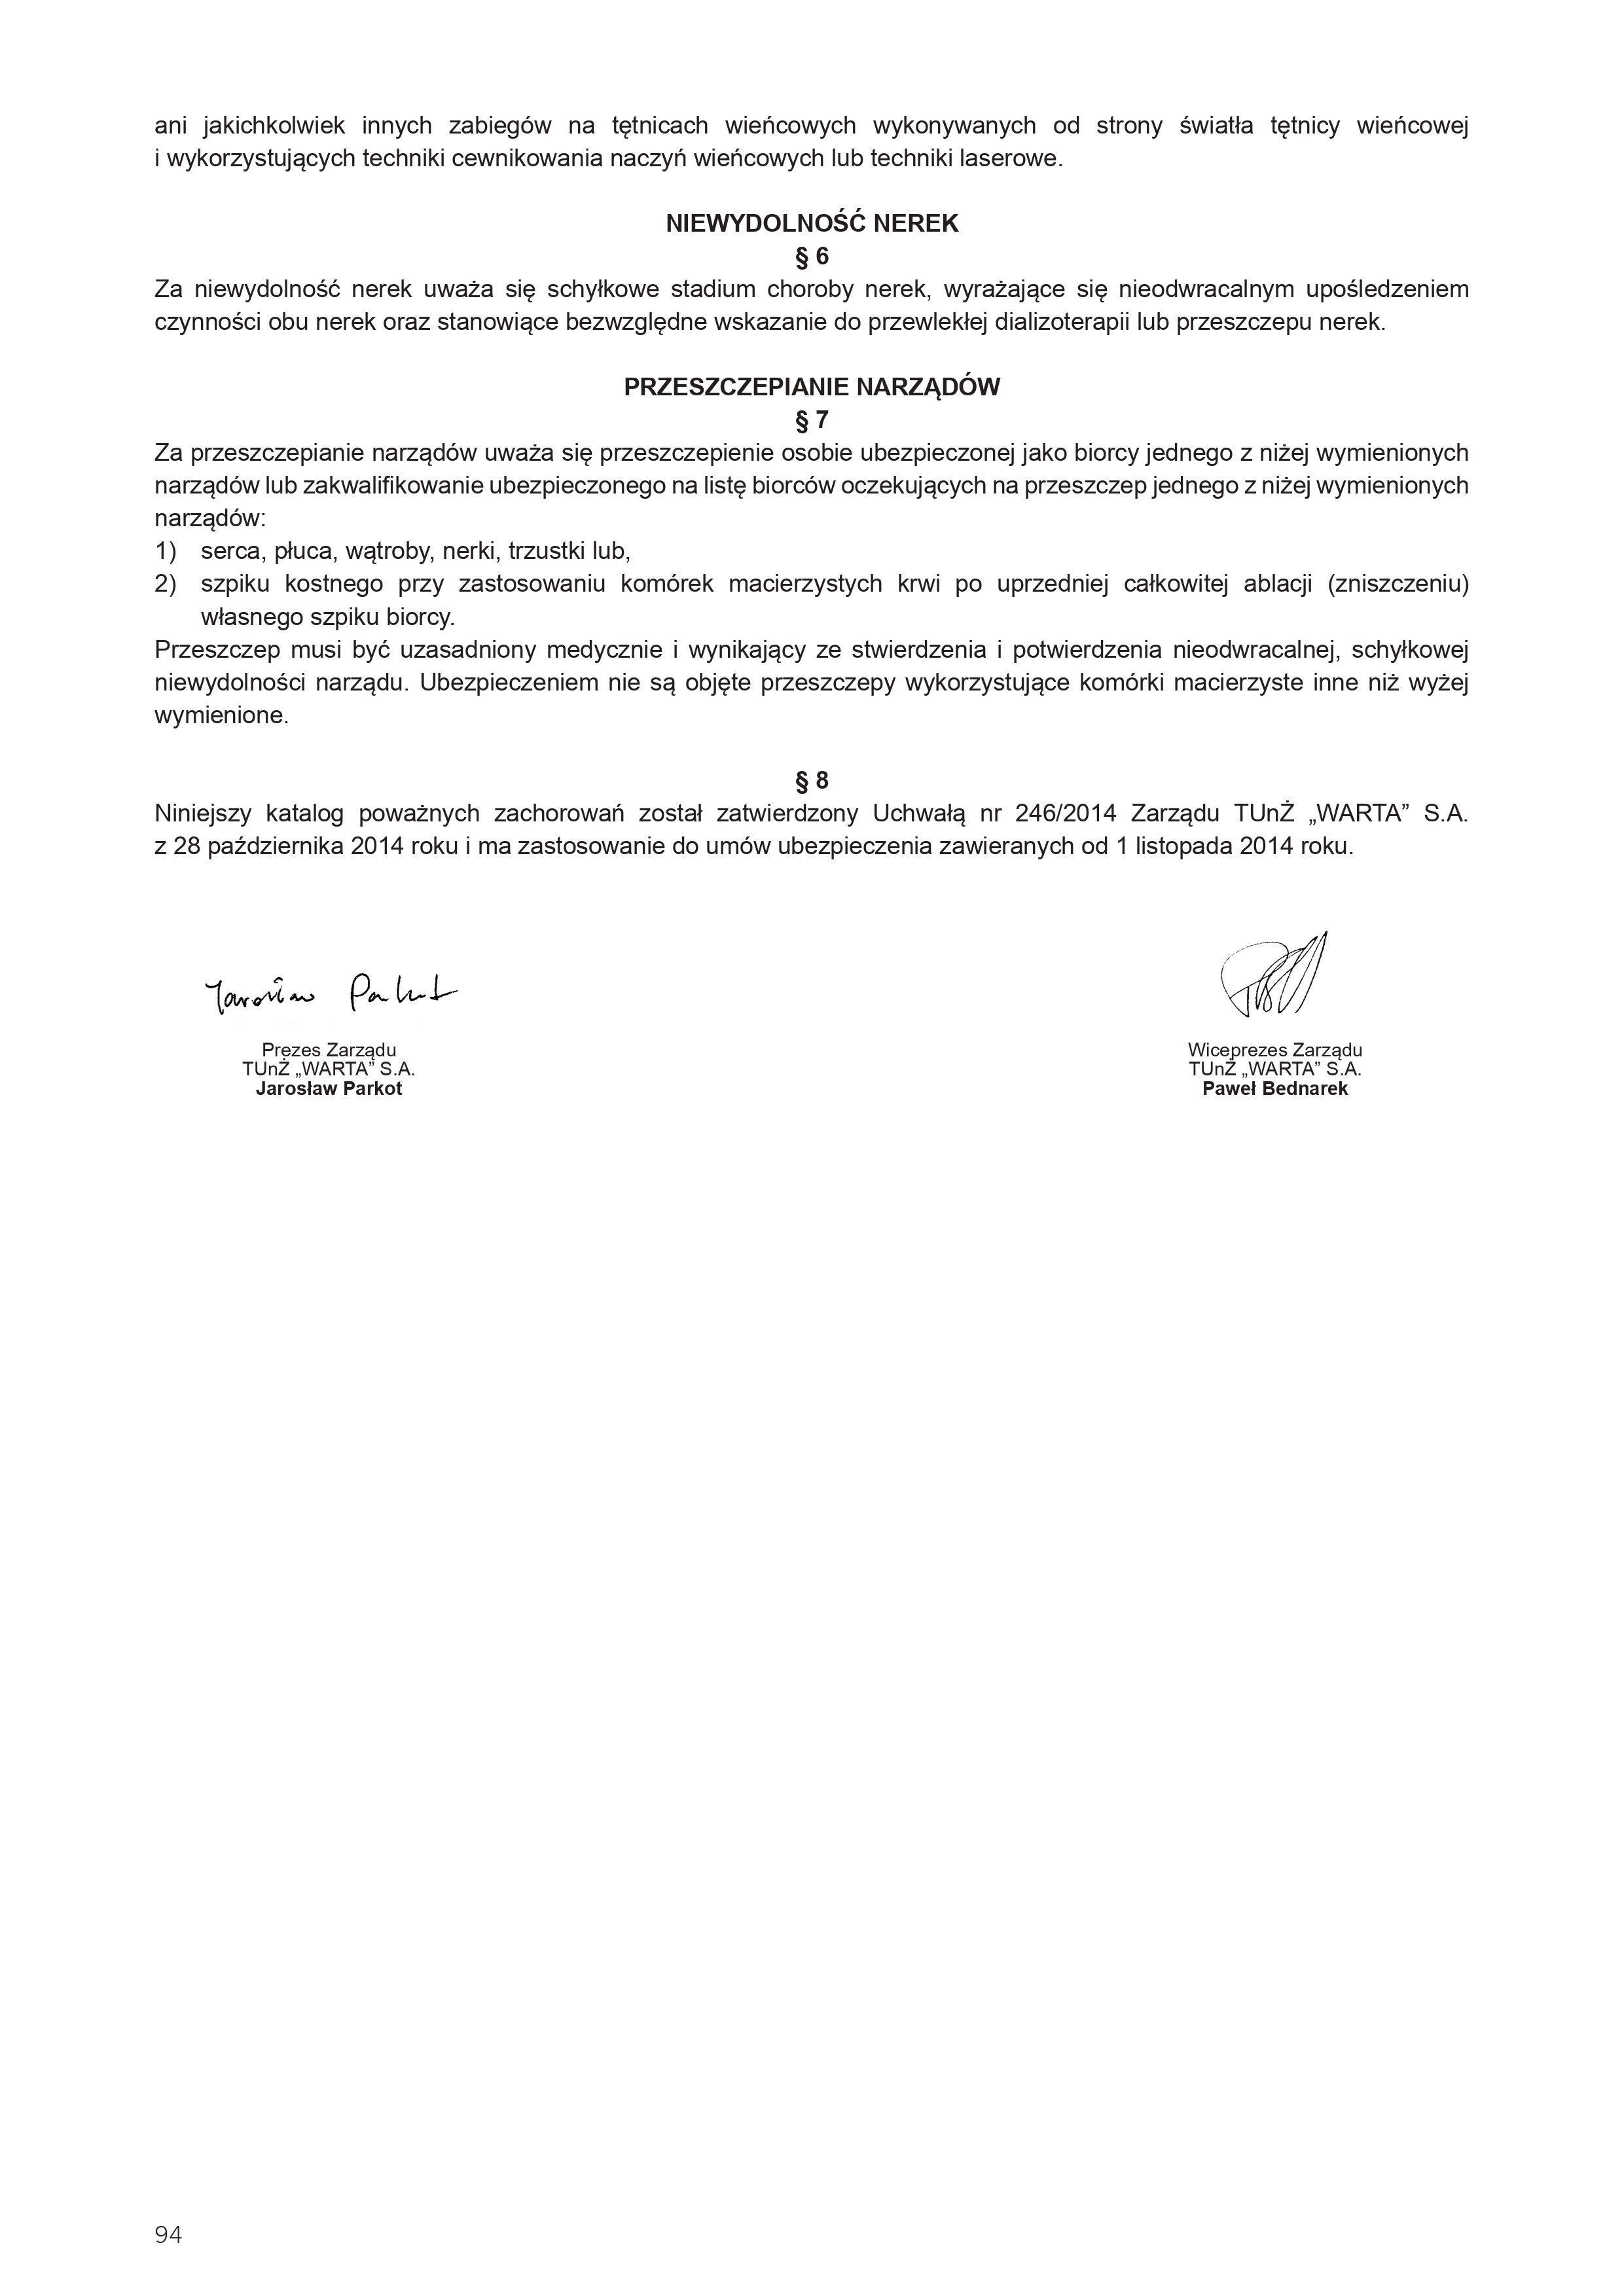 ani jakichkolwiek innych zabiegów na tętnicach wieńcowych wykonywanych od strony światła tętnicy wieńcowej
i wykorzystujących techniki cewnikowania naczyń wieńcowych lub techniki laserowe.
NIEWYDOLNOŚĆ NEREK
§ 6
Za niewydolność nerek uważa się schyłkowe stadium choroby nerek, wyrażające się nieodwracalnym upośledzeniem
czynności obu nerek oraz stanowiące bezwzględne wskazanie do przewlekłej dializoterapii lub przeszczepu nerek.
PRZESZCZEPIANIE NARZĄDÓW
§ 7
Za przeszczepianie narządów uważa się przeszczepienie osobie ubezpieczonej jako biorcy jednego z niżej wymienionych
narządów lub zakwalifikowanie ubezpieczonego na listę biorców oczekujących na przeszczep jednego z niżej wymienionych
narządów:
1) serca, płuca, wątroby, nerki, trzustki lub,
2) szpiku kostnego przy zastosowaniu komórek macierzystych krwi po uprzedniej całkowitej ablacji (zniszczeniu)
własnego szpiku biorcy.
Przeszczep musi być uzasadniony medycznie i wynikający ze stwierdzenia i potwierdzenia nieodwracalnej, schyłkowej
niewydolności narządu. Ubezpieczeniem nie są objęte przeszczepy wykorzystujące komórki macierzyste inne niż wyżej
wymienione.
§ 8
Niniejszy katalog poważnych zachorowań został zatwierdzony Uchwałą nr 246/2014 Zarządu TUnŻ „WARTA” S.A.
z 28 października 2014 roku i ma zastosowanie do umów ubezpieczenia zawieranych od 1 listopada 2014 roku.
Jarosław Parkot
Prezes Zarządu
TUnŻ „WARTA” S.A.
Jarosław Parkot
Wiceprezes Zarządu
TUnŻ „WARTA” S.A.
Paweł Bednarek
94